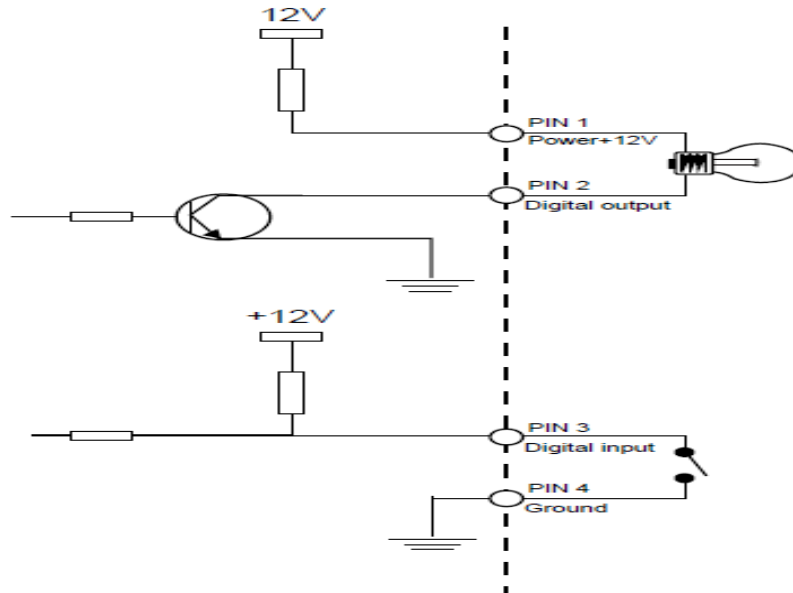 12V
PIN 1
Power+12V
PIN 2
Digital output
+12V
PIN 3
Digital input
PIN 4
Ground